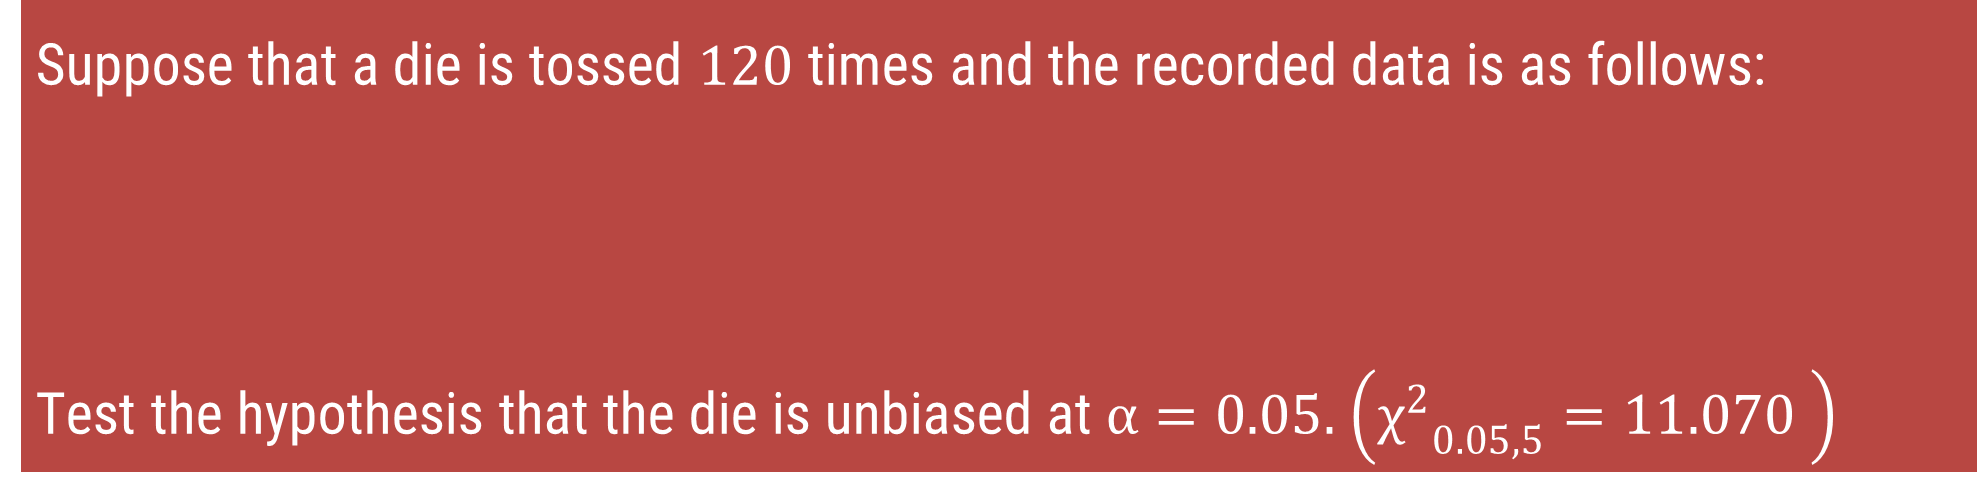 Suppose that a die is tossed 120 times and the recorded data is as follows:
Test the hypothesis that the die is unbiased at α = 0.05. (χ²₀.₀₅,₅ = 11.070 )